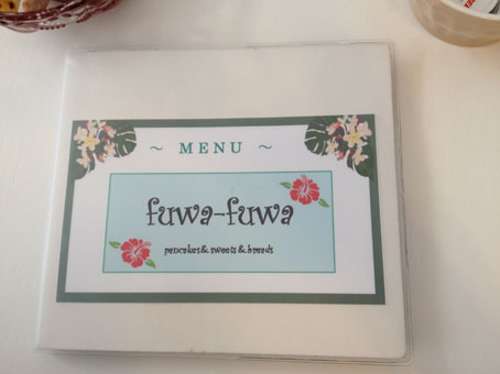 ~ MENU ~
fuwa-fuwa
pancakes & sweets & breads